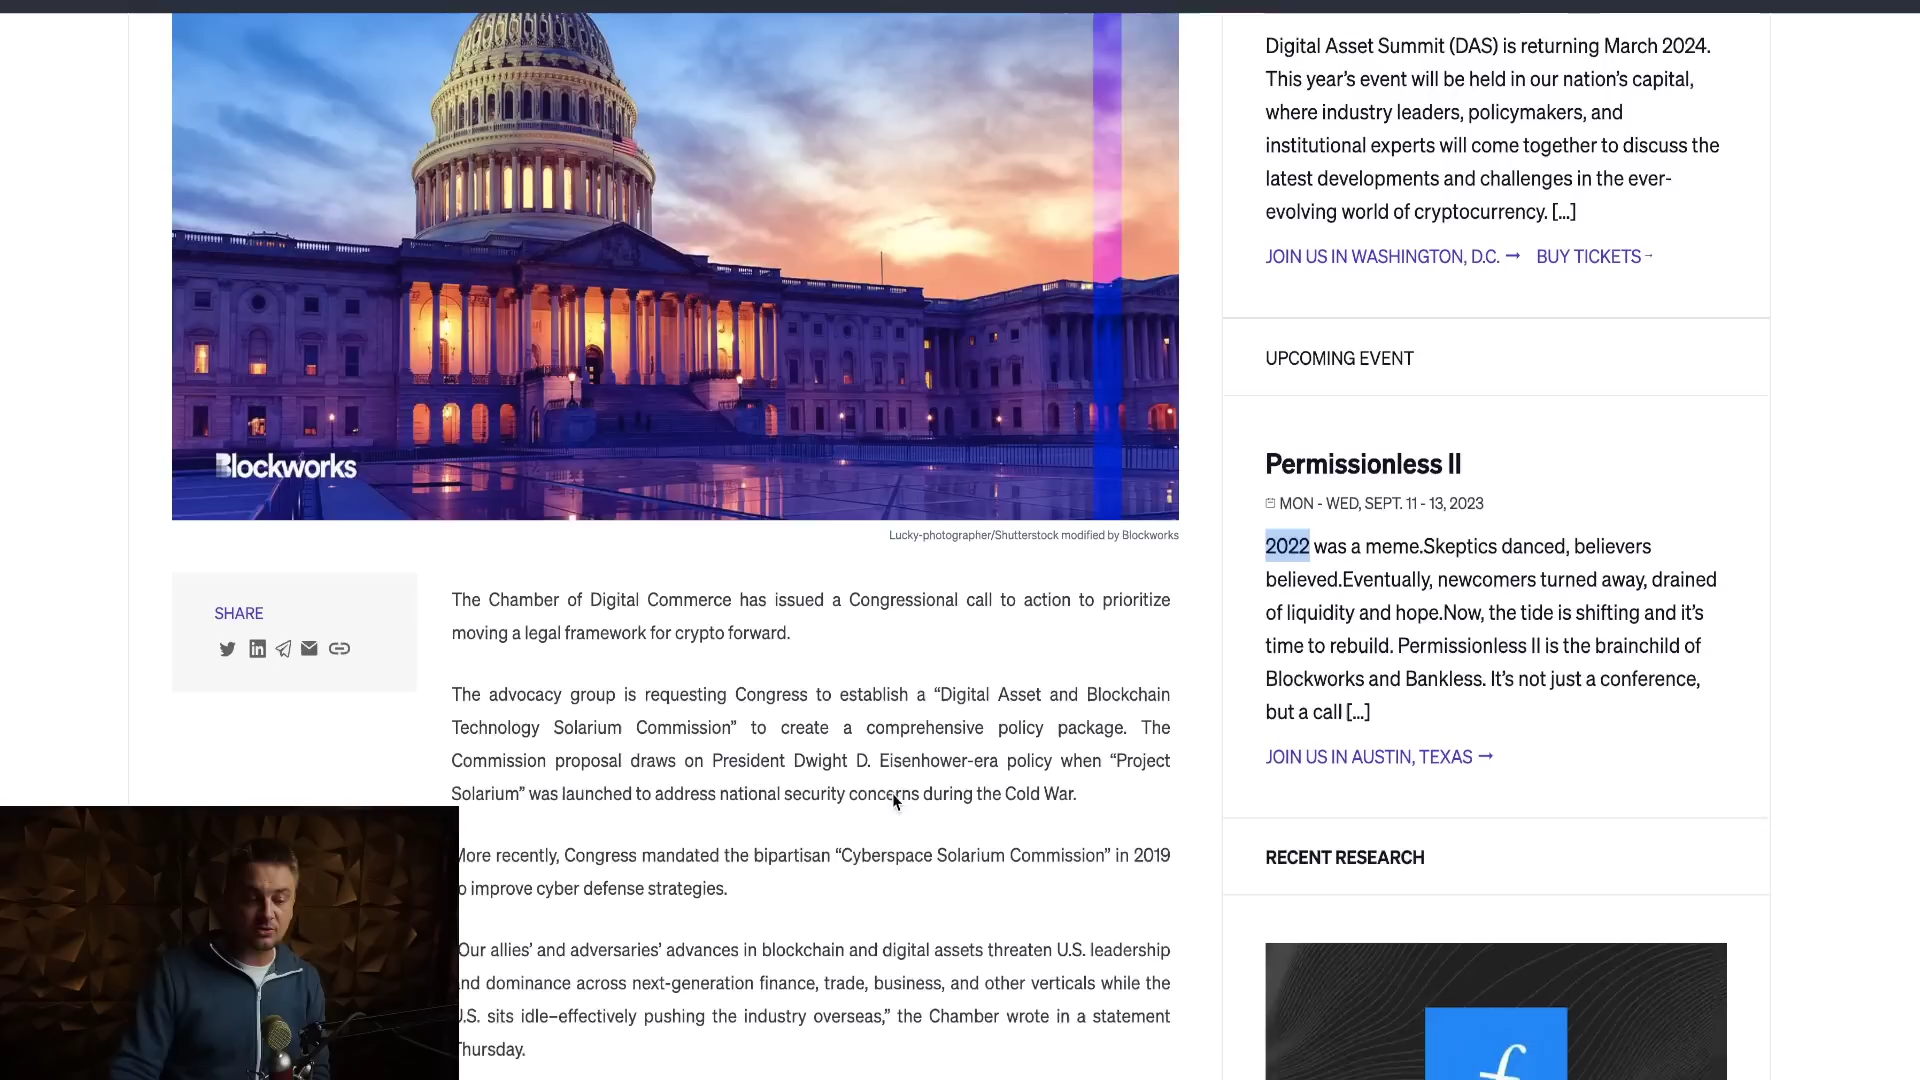 Blockworks
Lucky-photographer/Shutterstock modified by Blockworks
SHARE
The Chamber of Digital Commerce has issued a Congressional call to action to prioritize
moving a legal framework for crypto forward.
The advocacy group is requesting Congress to establish a “Digital Asset and Blockchain
Technology Solarium Commission” to create a comprehensive policy package. The
Commission proposal draws on President Dwight D. Eisenhower-era policy when “Project
Solarium” was launched to address national security concerns during the Cold War.
More recently, Congress mandated the bipartisan “Cyberspace Solarium Commission” in 2019
improve cyber defense strategies.
“Our allies’ and adversaries’ advances in blockchain and digital assets threaten U.S. leadership
and dominance across next-generation finance, trade, business, and other verticals while the
U.S. sits idle–effectively pushing the industry overseas,” the Chamber wrote in a statement
Thursday.
Digital Asset Summit (DAS) is returning March 2024.
This year’s event will be held in our nation’s capital,
where industry leaders, policymakers, and
institutional experts will come together to discuss the
latest developments and challenges in the ever-
evolving world of cryptocurrency. [...]
JOIN US IN WASHINGTON, D.C. → BUY TICKETS →
UPCOMING EVENT
Permissionless II
MON - WED, SEPT. 11 - 13, 2023
2022 was a meme.Skeptics danced, believers
believed.Eventually, newcomers turned away, drained
of liquidity and hope.Now, the tide is shifting and it’s
time to rebuild. Permissionless II is the brainchild of
Blockworks and Bankless. It’s not just a conference,
but a call [...]
JOIN US IN AUSTIN, TEXAS →
RECENT RESEARCH